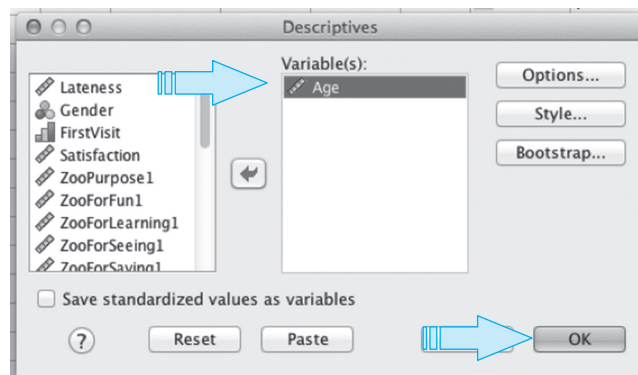 Descriptives
Variable(s):
Lateness
Gender
FirstVisit
Satisfaction
ZooPurpose1
ZooForFun1
ZooForLearning1
ZooForSeeing1
ZooForSaving1
Age
Options...
Style...
Bootstrap...
Save standardized values as variables
?
Reset
Paste
OK